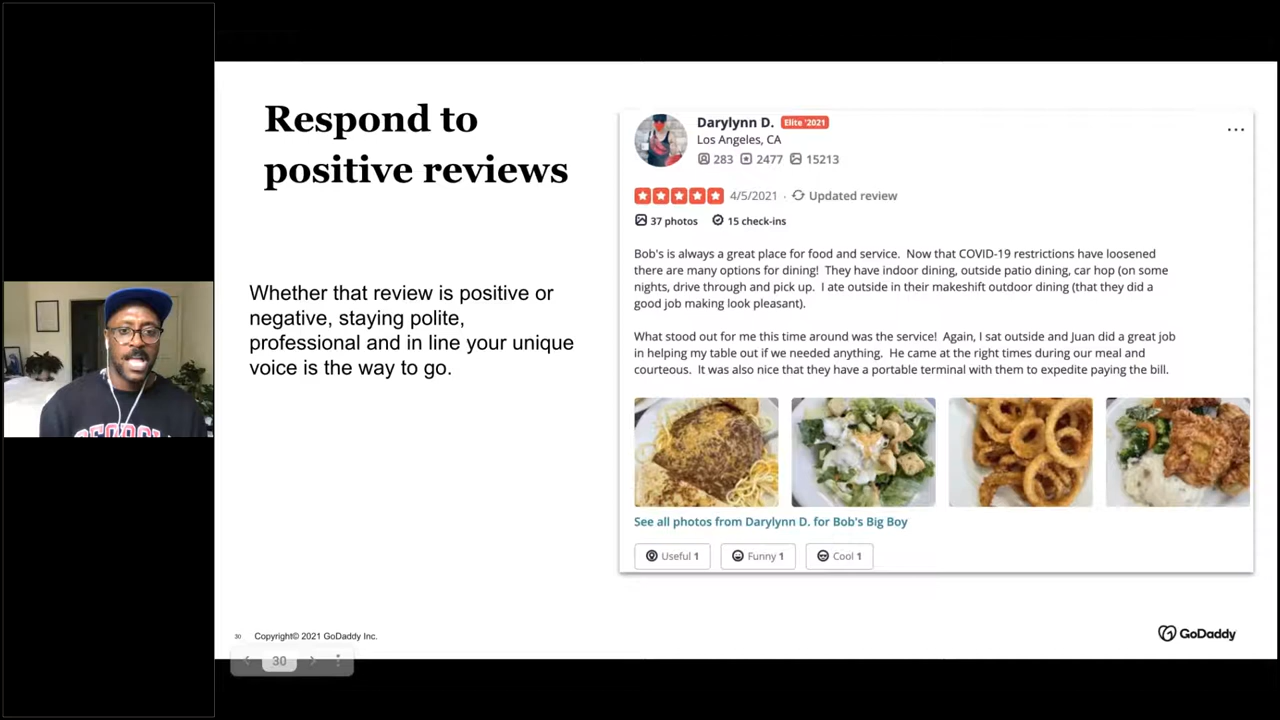 Respond to
positive reviews
Whether that review is positive or
negative, staying polite,
professional and in line your unique
voice is the way to go.
Darylynn D. Elite '2021
Los Angeles, CA
283 2477 15213
4/5/2021 · Updated review
37 photos 15 check-ins
Bob's is always a great place for food and service. Now that COVID-19 restrictions have loosened
there are many options for dining! They have indoor dining, outside patio dining, car hop (on some
nights, drive through and pick up. I ate outside in their makeshift outdoor dining (that they did a
good job making look pleasant).
What stood out for me this time around was the service! Again, I sat outside and Juan did a great job
in helping my table out if we needed anything. He came at the right times during our meal and
courteous. It was also nice that they have a portable terminal with them to expedite paying the bill.
See all photos from Darylynn D. for Bob's Big Boy
Useful 1 Funny 1 Cool 1
30 Copyright© 2021 GoDaddy Inc.
GoDaddy
30